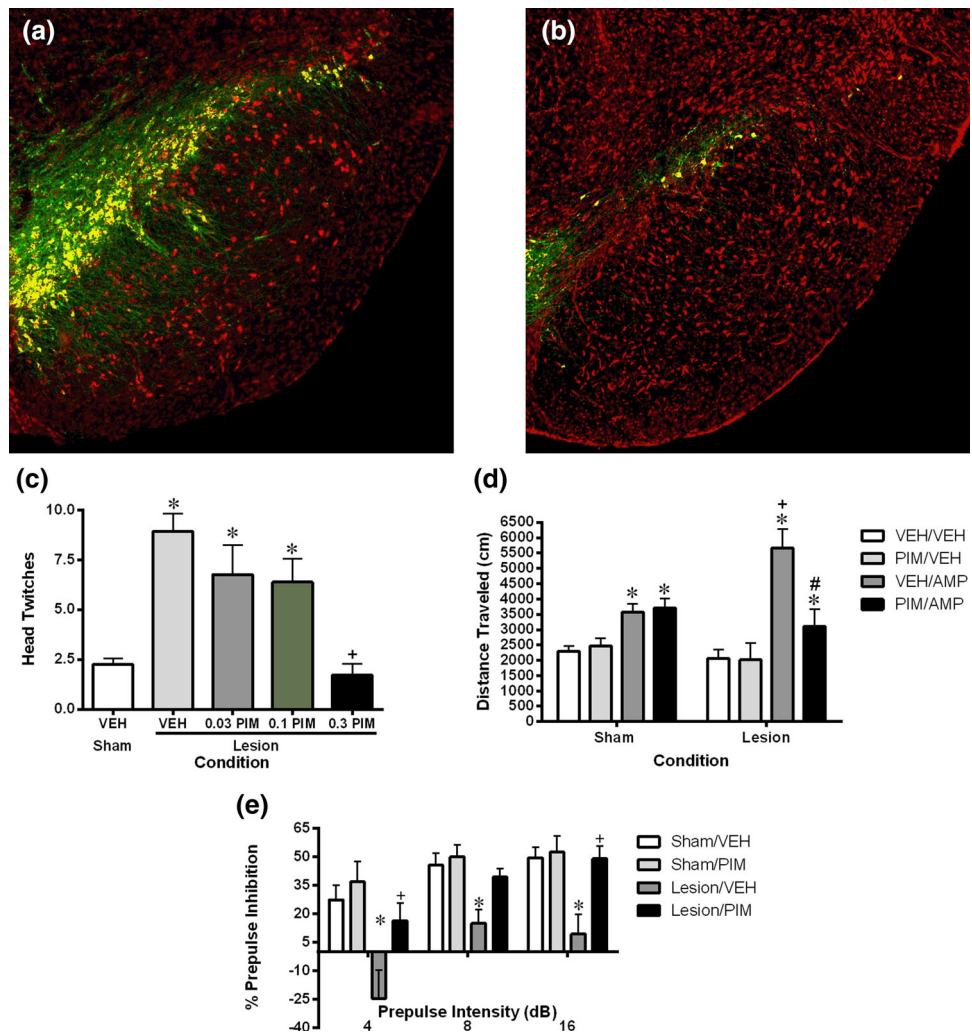 (a)
(b)
(c)
Head Twitches
10.0
7.5
5.0
2.5
0.0
*
*
*
+
VEH
VEH
0.03 PIM
0.1 PIM
0.3 PIM
Sham
Lesion
Condition
(d)
Distance Traveled (cm)
6500
6000
5500
5000
4500
4000
3500
3000
2500
2000
1500
1000
500
0
*
*
+
*
#
*
Sham
Lesion
Condition
VEH/VEH
PIM/VEH
VEH/AMP
PIM/AMP
(e)
% Prepulse Inhibition
65
50
35
20
5
-10
-25
-40
*
+
*
*
+
Prepulse Intensity (dB)
4
8
16
Sham/VEH
Sham/PIM
Lesion/VEH
Lesion/PIM